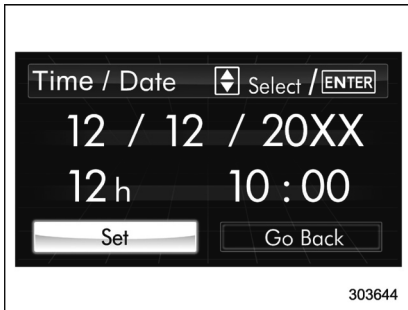 Time / Date Select / ENTER
12 / 12 / 20XX
12h 10:00
Set Go Back
303644